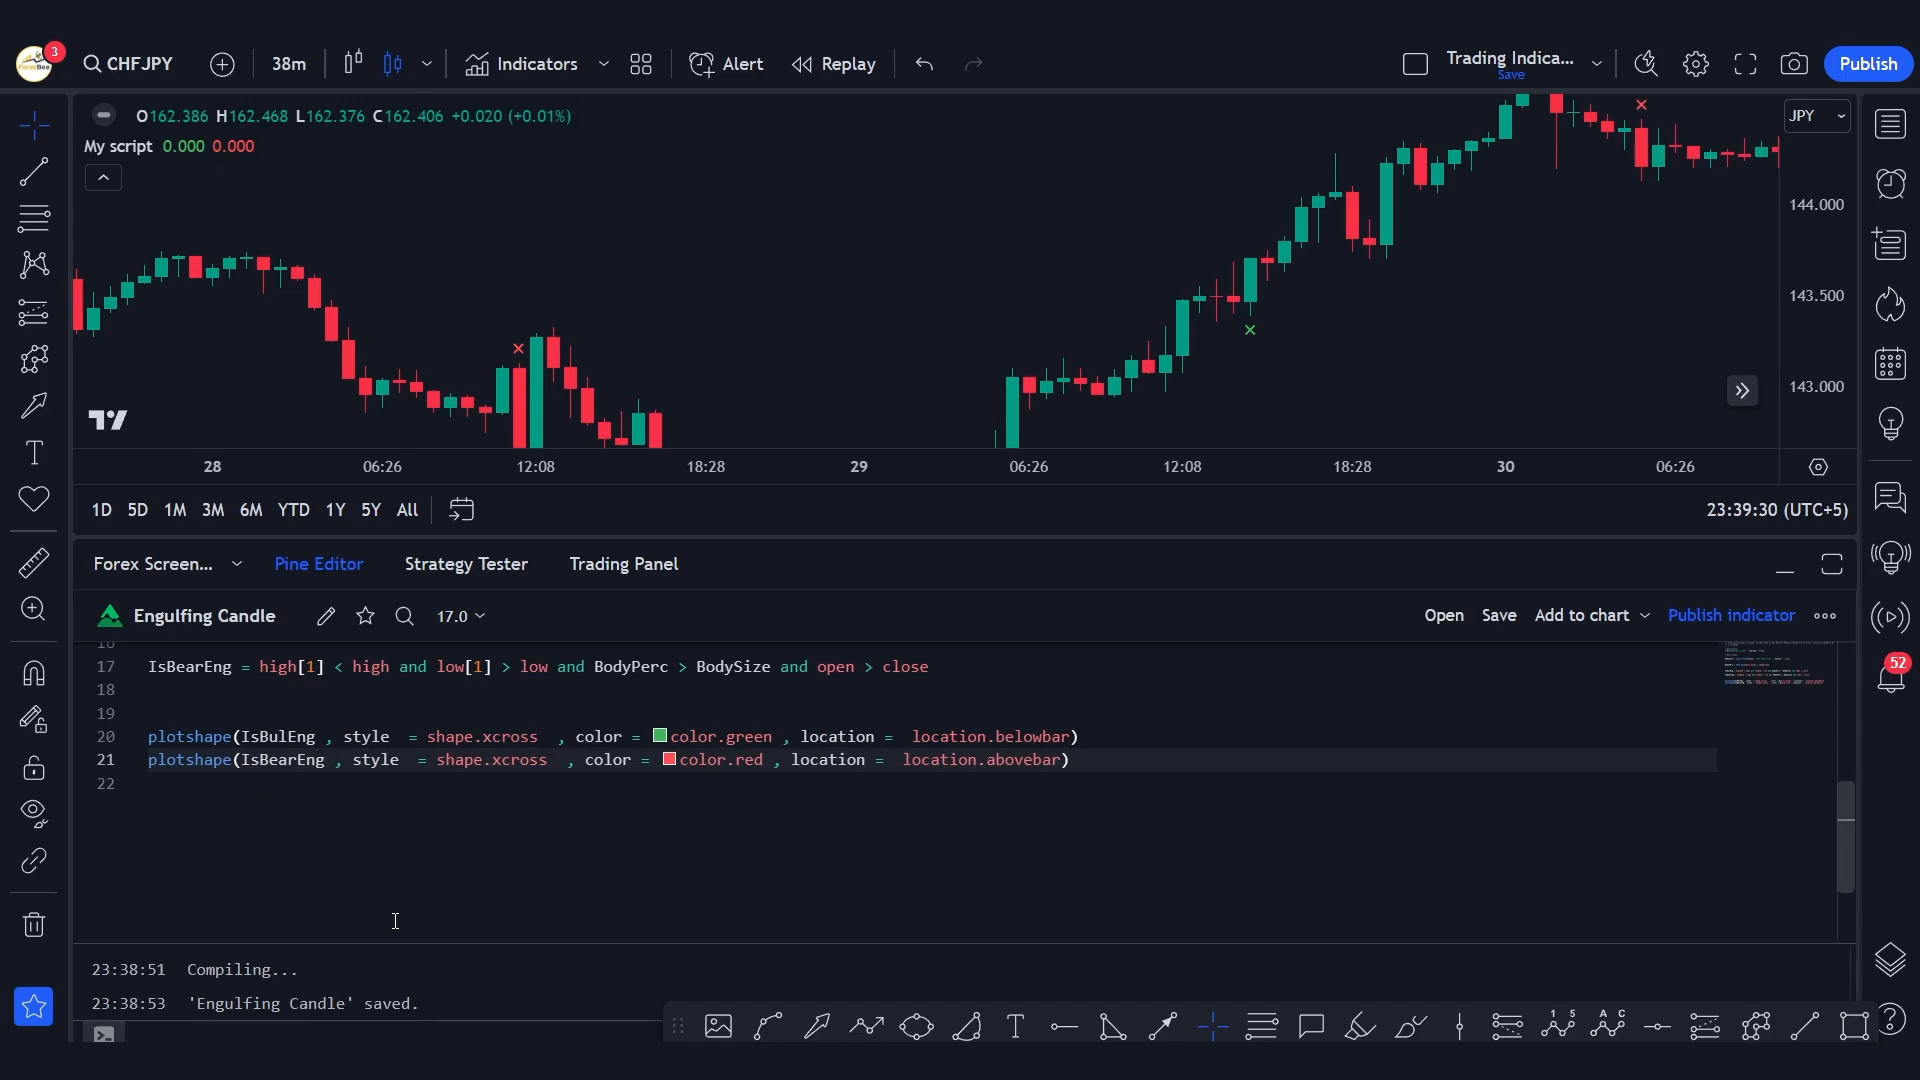 3
CHFJPY
38m
Indicators
Alert
Replay
Trading Indica...
Save
Publish
O162.386 H162.468 L162.376 C162.406 +0.020 (+0.01%)
JPY
My script 0.000 0.000
144.000
143.500
143.000
28 06:26 12:08 18:28 29 06:26 12:08 18:28 30 06:26
1D 5D 1M 3M 6M YTD 1Y 5Y All
23:39:30 (UTC+5)
Forex Screen... Pine Editor Strategy Tester Trading Panel
Engulfing Candle 17.0 Open Save Add to chart Publish indicator
52
16
17 IsBearEng = high[1] < high and low[1] > low and BodyPerc > BodySize and open > close
18
19
20 plotshape(IsBulEng , style = shape.xcross , color = color.green , location = location.belowbar)
21 plotshape(IsBearEng , style = shape.xcross , color = color.red , location = location.abovebar)
22
23:38:51 Compiling...
23:38:53 'Engulfing Candle' saved.